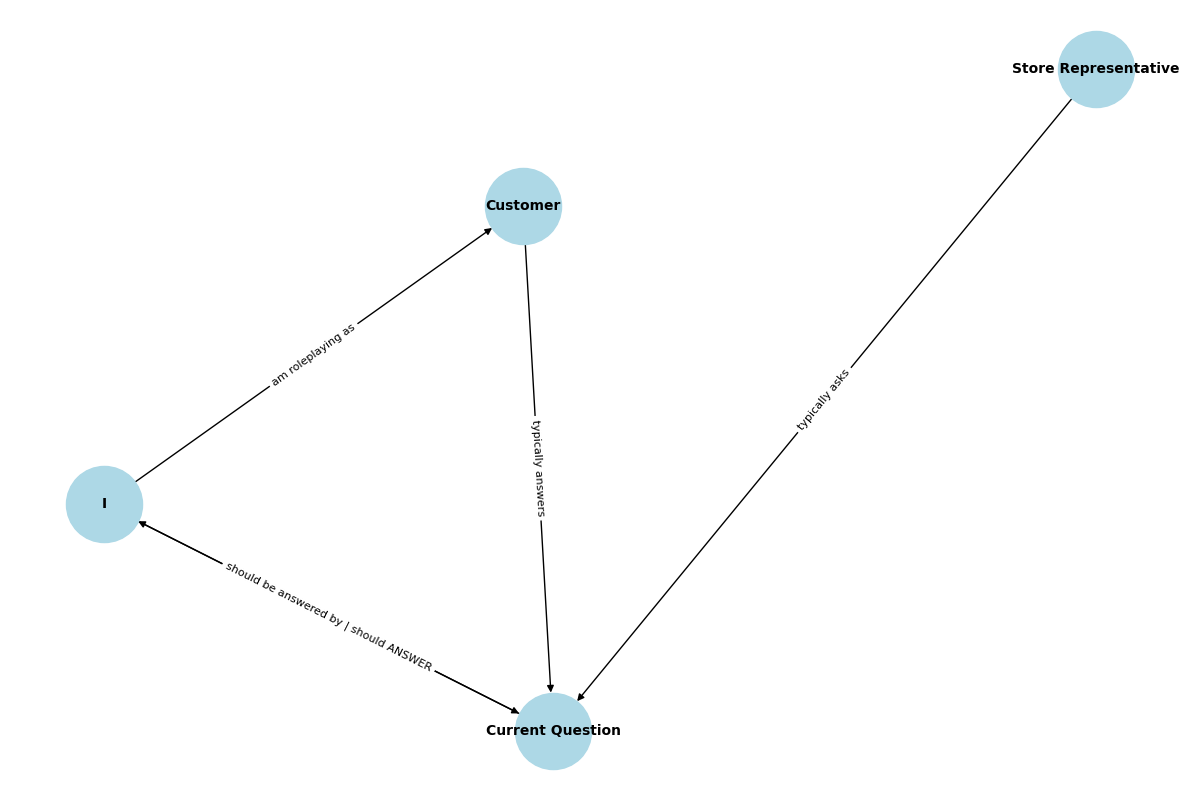 Store Representative
Customer
am roleplaying as
typically asks
typically answers
I
should be answered by | should ANSWER
Current Question